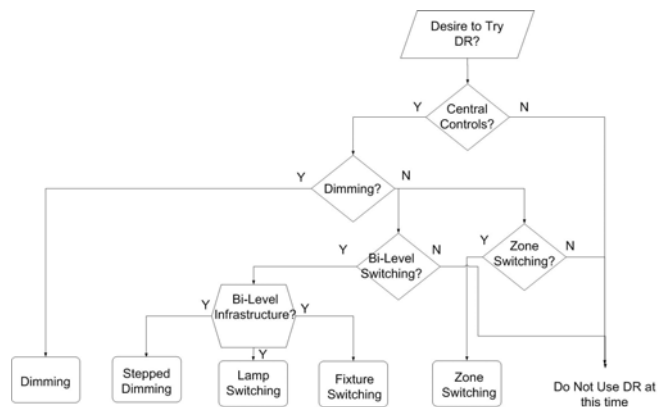 Desire to Try
DR?
Y
Central
Controls?
N
Y
Dimming?
N
Y
Bi-Level
Switching?
N
Y
Zone
Switching?
N
Y
Bi-Level
Infrastructure?
Y
Y
Dimming
Stepped
Dimming
Lamp
Switching
Fixture
Switching
Zone
Switching
Do Not Use DR at
this time